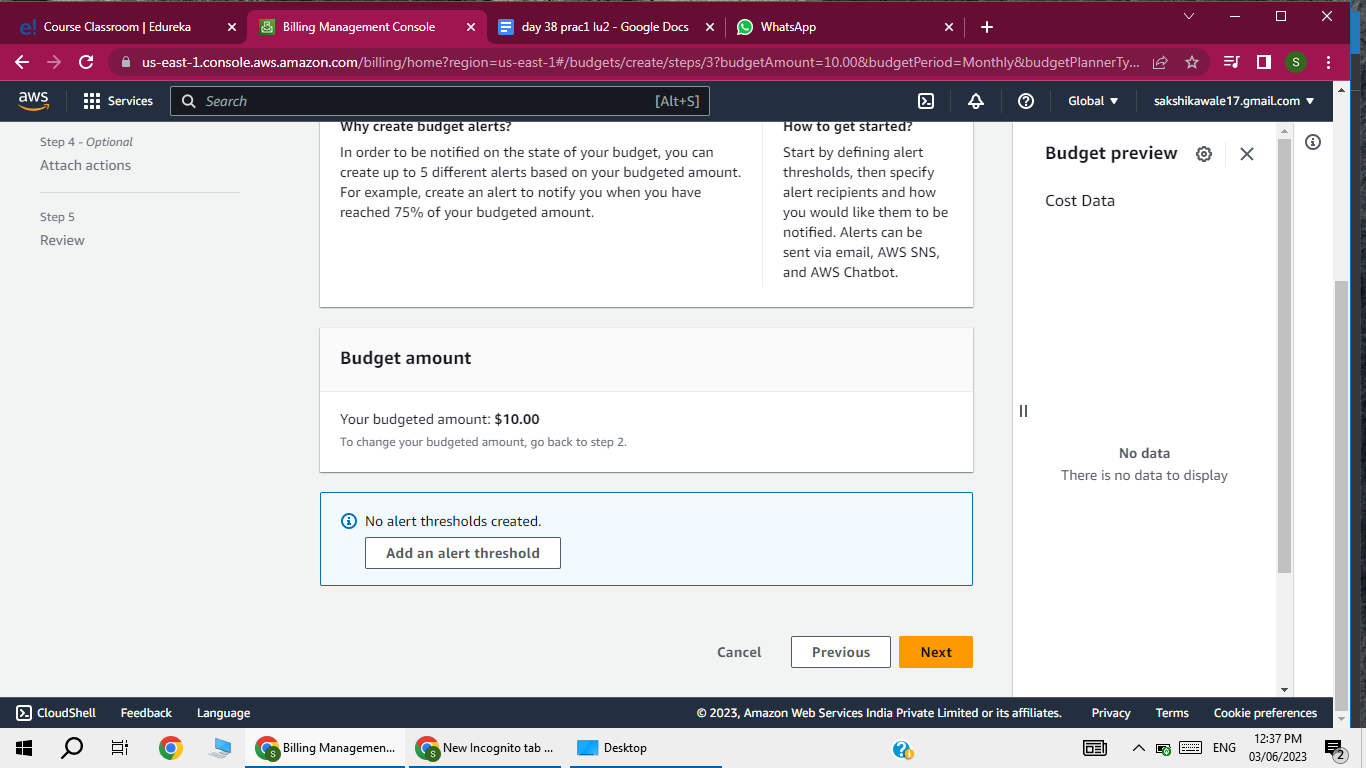 Course Classroom | Edureka
Billing Management Console
day 38 prac1 lu2 - Google Docs
WhatsApp
us-east-1.console.aws.amazon.com/billing/home?region=us-east-1#/budgets/create/steps/3?budgetAmount=10.00&budgetPeriod=Monthly&budgetPlannerTy...
S
aws
Services
Search
[Alt+S]
Global
sakshikawale17.gmail.com
Step 4 - Optional
Attach actions
Step 5
Review
Why create budget alerts?
In order to be notified on the state of your budget, you can
create up to 5 different alerts based on your budgeted amount.
For example, create an alert to notify you when you have
reached 75% of your budgeted amount.
How to get started?
Start by defining alert
thresholds, then specify
alert recipients and how
you would like them to be
notified. Alerts can be
sent via email, AWS SNS,
and AWS Chatbot.
Budget amount
Your budgeted amount: $10.00
To change your budgeted amount, go back to step 2.
No alert thresholds created.
Add an alert threshold
Cancel
Previous
Next
Budget preview
Cost Data
No data
There is no data to display
CloudShell
Feedback
Language
© 2023, Amazon Web Services India Private Limited or its affiliates.
Privacy
Terms
Cookie preferences
Billing Managemen...
New Incognito tab ...
Desktop
ENG
12:37 PM
03/06/2023
2